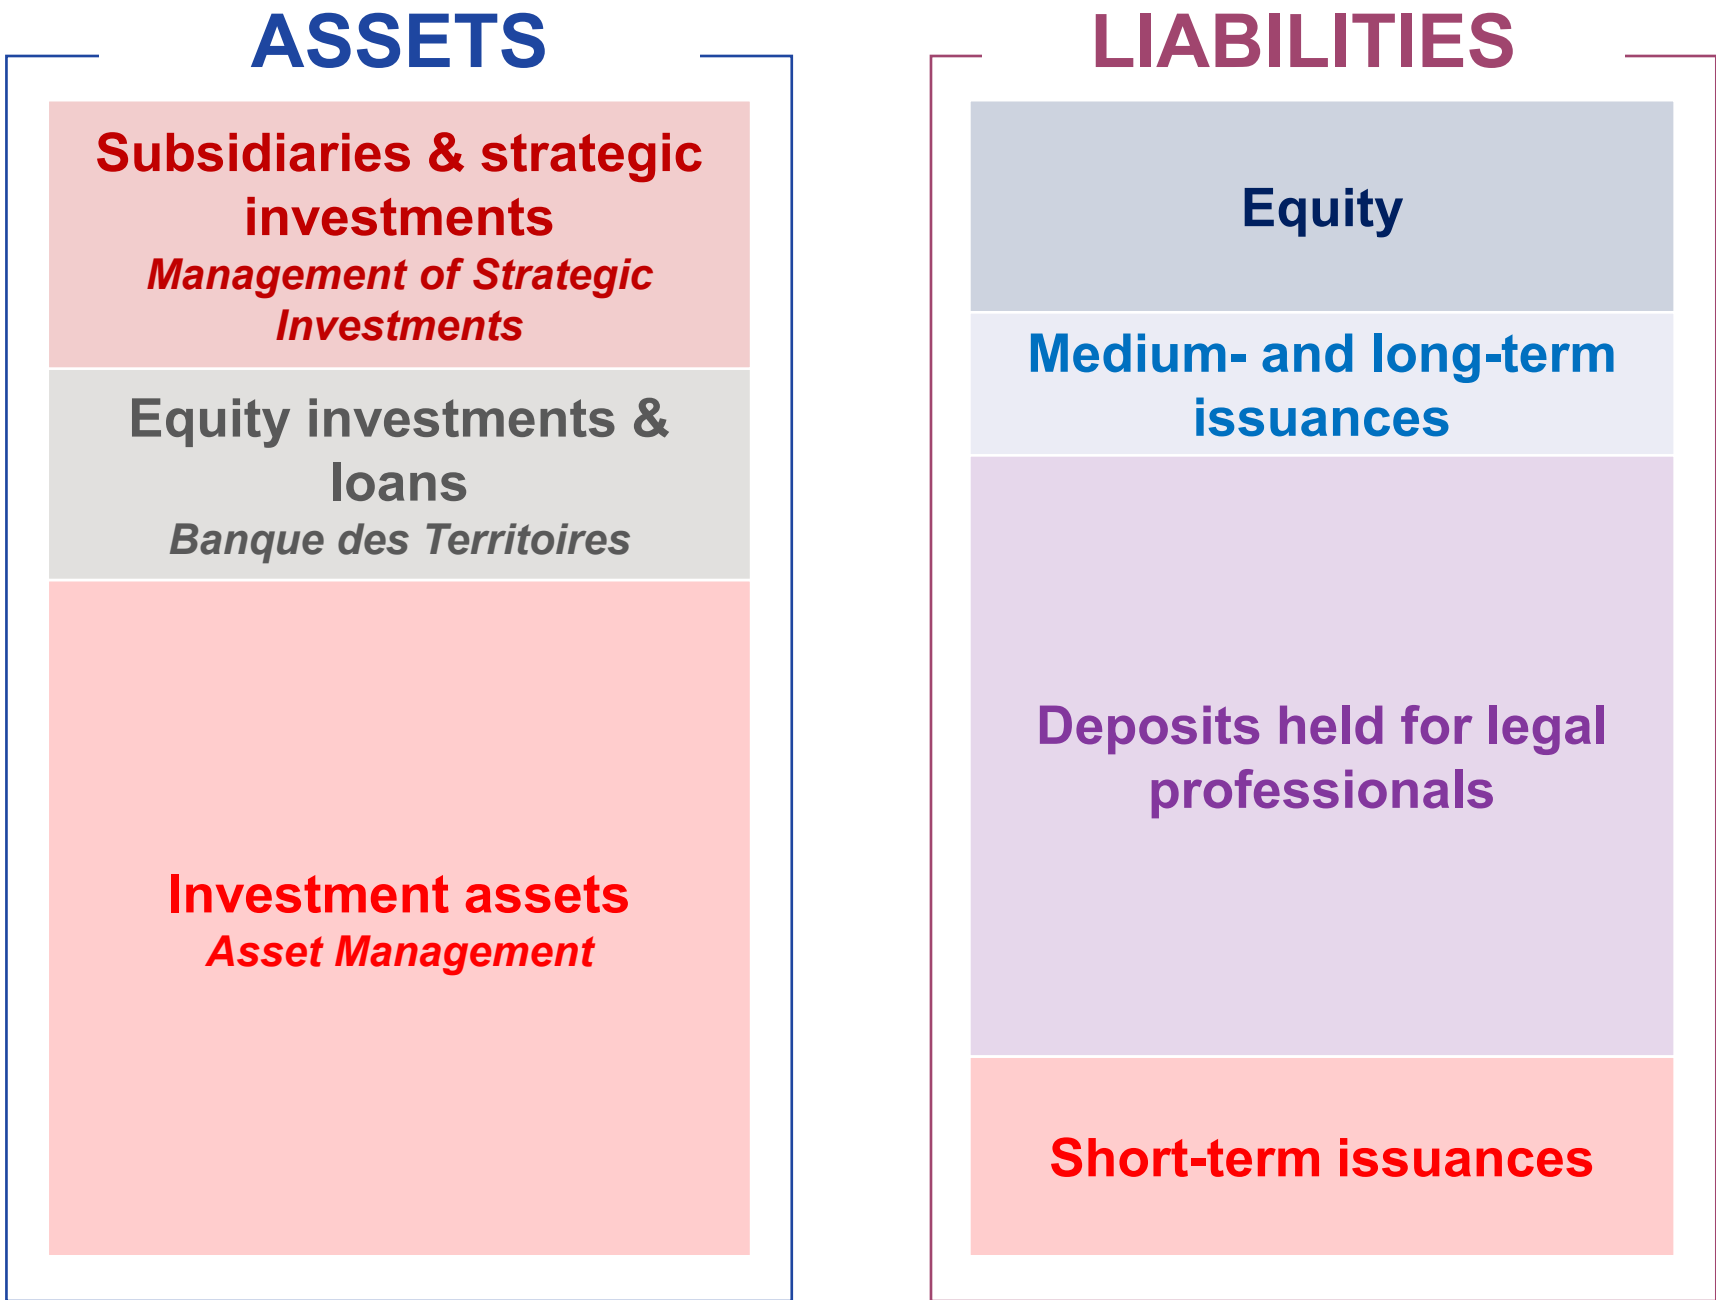 ASSETS
Subsidiaries & strategic
investments
Management of Strategic
Investments
Equity investments &
loans
Banque des Territoires
Investment assets
Asset Management
LIABILITIES
Equity
Medium- and long-term
issuances
Deposits held for legal
professionals
Short-term issuances